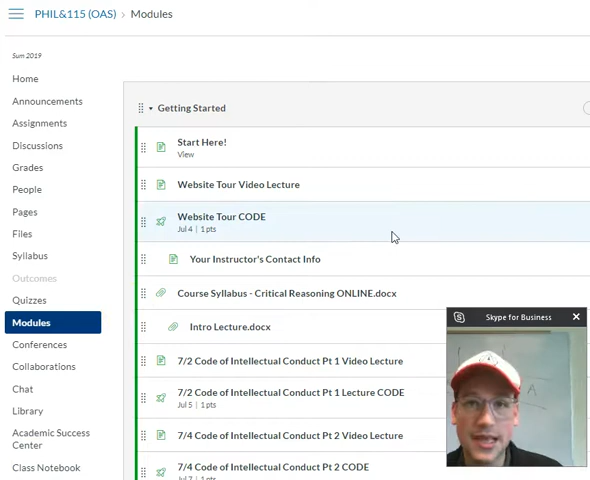 PHIL&115 (OAS) › Modules
Sum 2019
Home
Announcements
Assignments
Discussions
Grades
People
Pages
Files
Syllabus
Outcomes
Quizzes
Modules
Conferences
Collaborations
Chat
Library
Academic Success
Center
Class Notebook
Getting Started
Start Here!
View
Website Tour Video Lecture
Website Tour CODE
Jul 4 | 1 pts
Your Instructor's Contact Info
Course Syllabus - Critical Reasoning ONLINE.docx
Intro Lecture.docx
7/2 Code of Intellectual Conduct Pt 1 Video Lecture
7/2 Code of Intellectual Conduct Pt 1 Lecture CODE
Jul 5 | 1 pts
7/4 Code of Intellectual Conduct Pt 2 Video Lecture
7/4 Code of Intellectual Conduct Pt 2 CODE
Jul 7 | 1 pts
Skype for Business
A